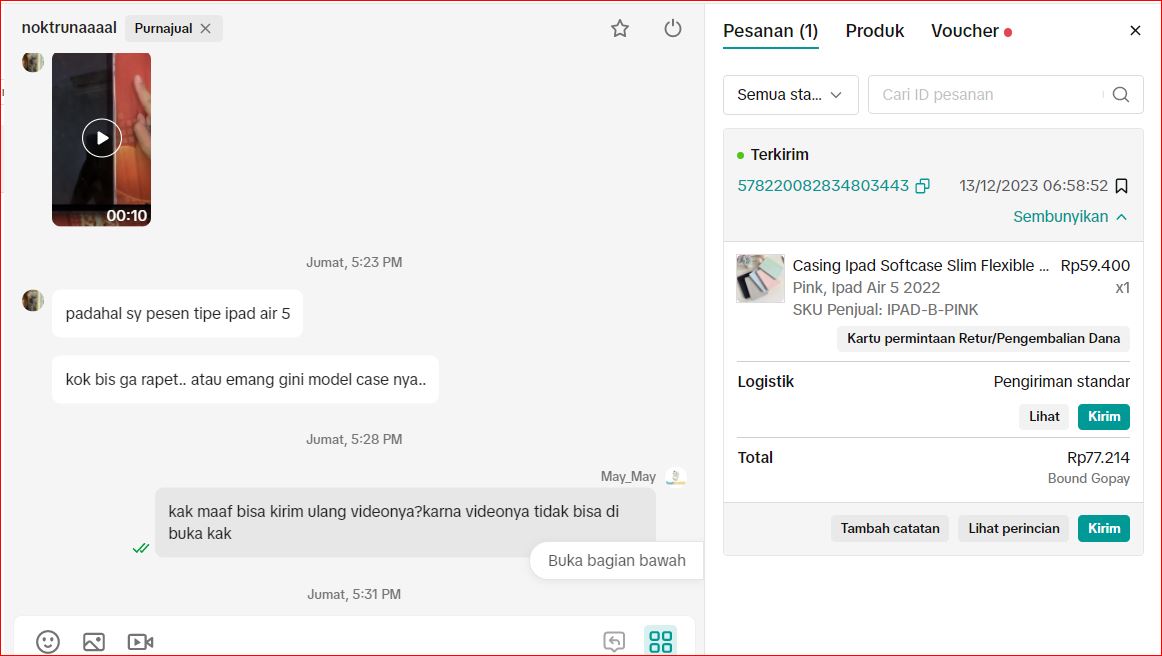 noktrunaaaal
Purnajual
00:10
Jumat, 5:23 PM
padahal sy pesen tipe ipad air 5
kok bis ga rapet.. atau emang gini model case nya..
Jumat, 5:28 PM
May_May
kak maaf bisa kirim ulang videonya?karna videonya tidak bisa di
buka kak
Buka bagian bawah
Jumat, 5:31 PM
Pesanan (1) Produk Voucher
Semua sta...
Cari ID pesanan
Terkirim
578220082834803443 13/12/2023 06:58:52
Sembunyikan
Casing Ipad Softcase Slim Flexible ... Rp59.400
Pink, Ipad Air 5 2022 x1
SKU Penjual: IPAD-B-PINK
Kartu permintaan Retur/Pengembalian Dana
Logistik Pengiriman standar
Lihat Kirim
Total Rp77.214
Bound Gopay
Tambah catatan Lihat perincian Kirim